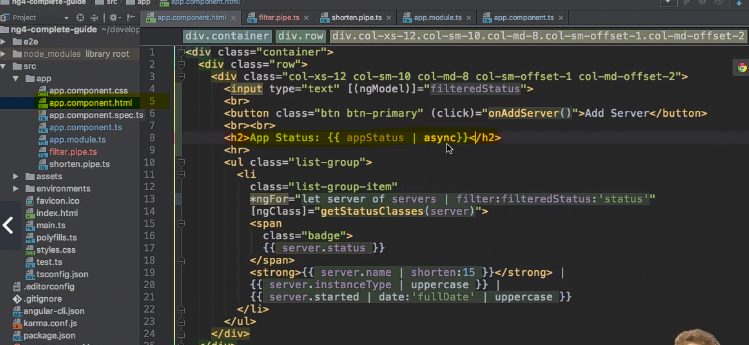 ng4-complete-guide
src
app
app.component.html
Project
app.component.html
filter.pipe.ts
shorten.pipe.ts
app.module.ts
app.component.ts
ng4-complete-guide ~/develop
e2e
node_modules library root
src
app
app.component.css
app.component.html
app.component.spec.ts
app.component.ts
app.module.ts
filter.pipe.ts
shorten.pipe.ts
assets
environments
favicon.ico
index.html
main.ts
polyfills.ts
styles.css
test.ts
tsconfig.json
.editorconfig
.gitignore
angular-cli.json
karma.conf.js
package.json
div.container div.row div.col-xs-12.col-sm-10.col-md-8.col-sm-offset-1.col-md-offset-2
1 <div class="container">
2 <div class="row">
3 <div class="col-xs-12 col-sm-10 col-md-8 col-sm-offset-1 col-md-offset-2">
4 <input type="text" [(ngModel)]="filteredStatus">
5 <br>
6 <button class="btn btn-primary" (click)="onAddServer()">Add Server</button>
7 <br><br>
8 <h2>App Status: {{ appStatus | async}}</h2>
9 <hr>
10 <ul class="list-group">
11 <li
12 class="list-group-item"
13 *ngFor="let server of servers | filter:filteredStatus:'status'"
14 [ngClass]="getStatusClasses(server)">
15 <span
16 class="badge">
17 {{ server.status }}
18 </span>
19 <strong>{{ server.name | shorten:15 }}</strong> |
20 {{ server.instanceType | uppercase }} |
21 {{ server.started | date:'fullDate' | uppercase }}
22 </li>
23 </ul>
24 </div>